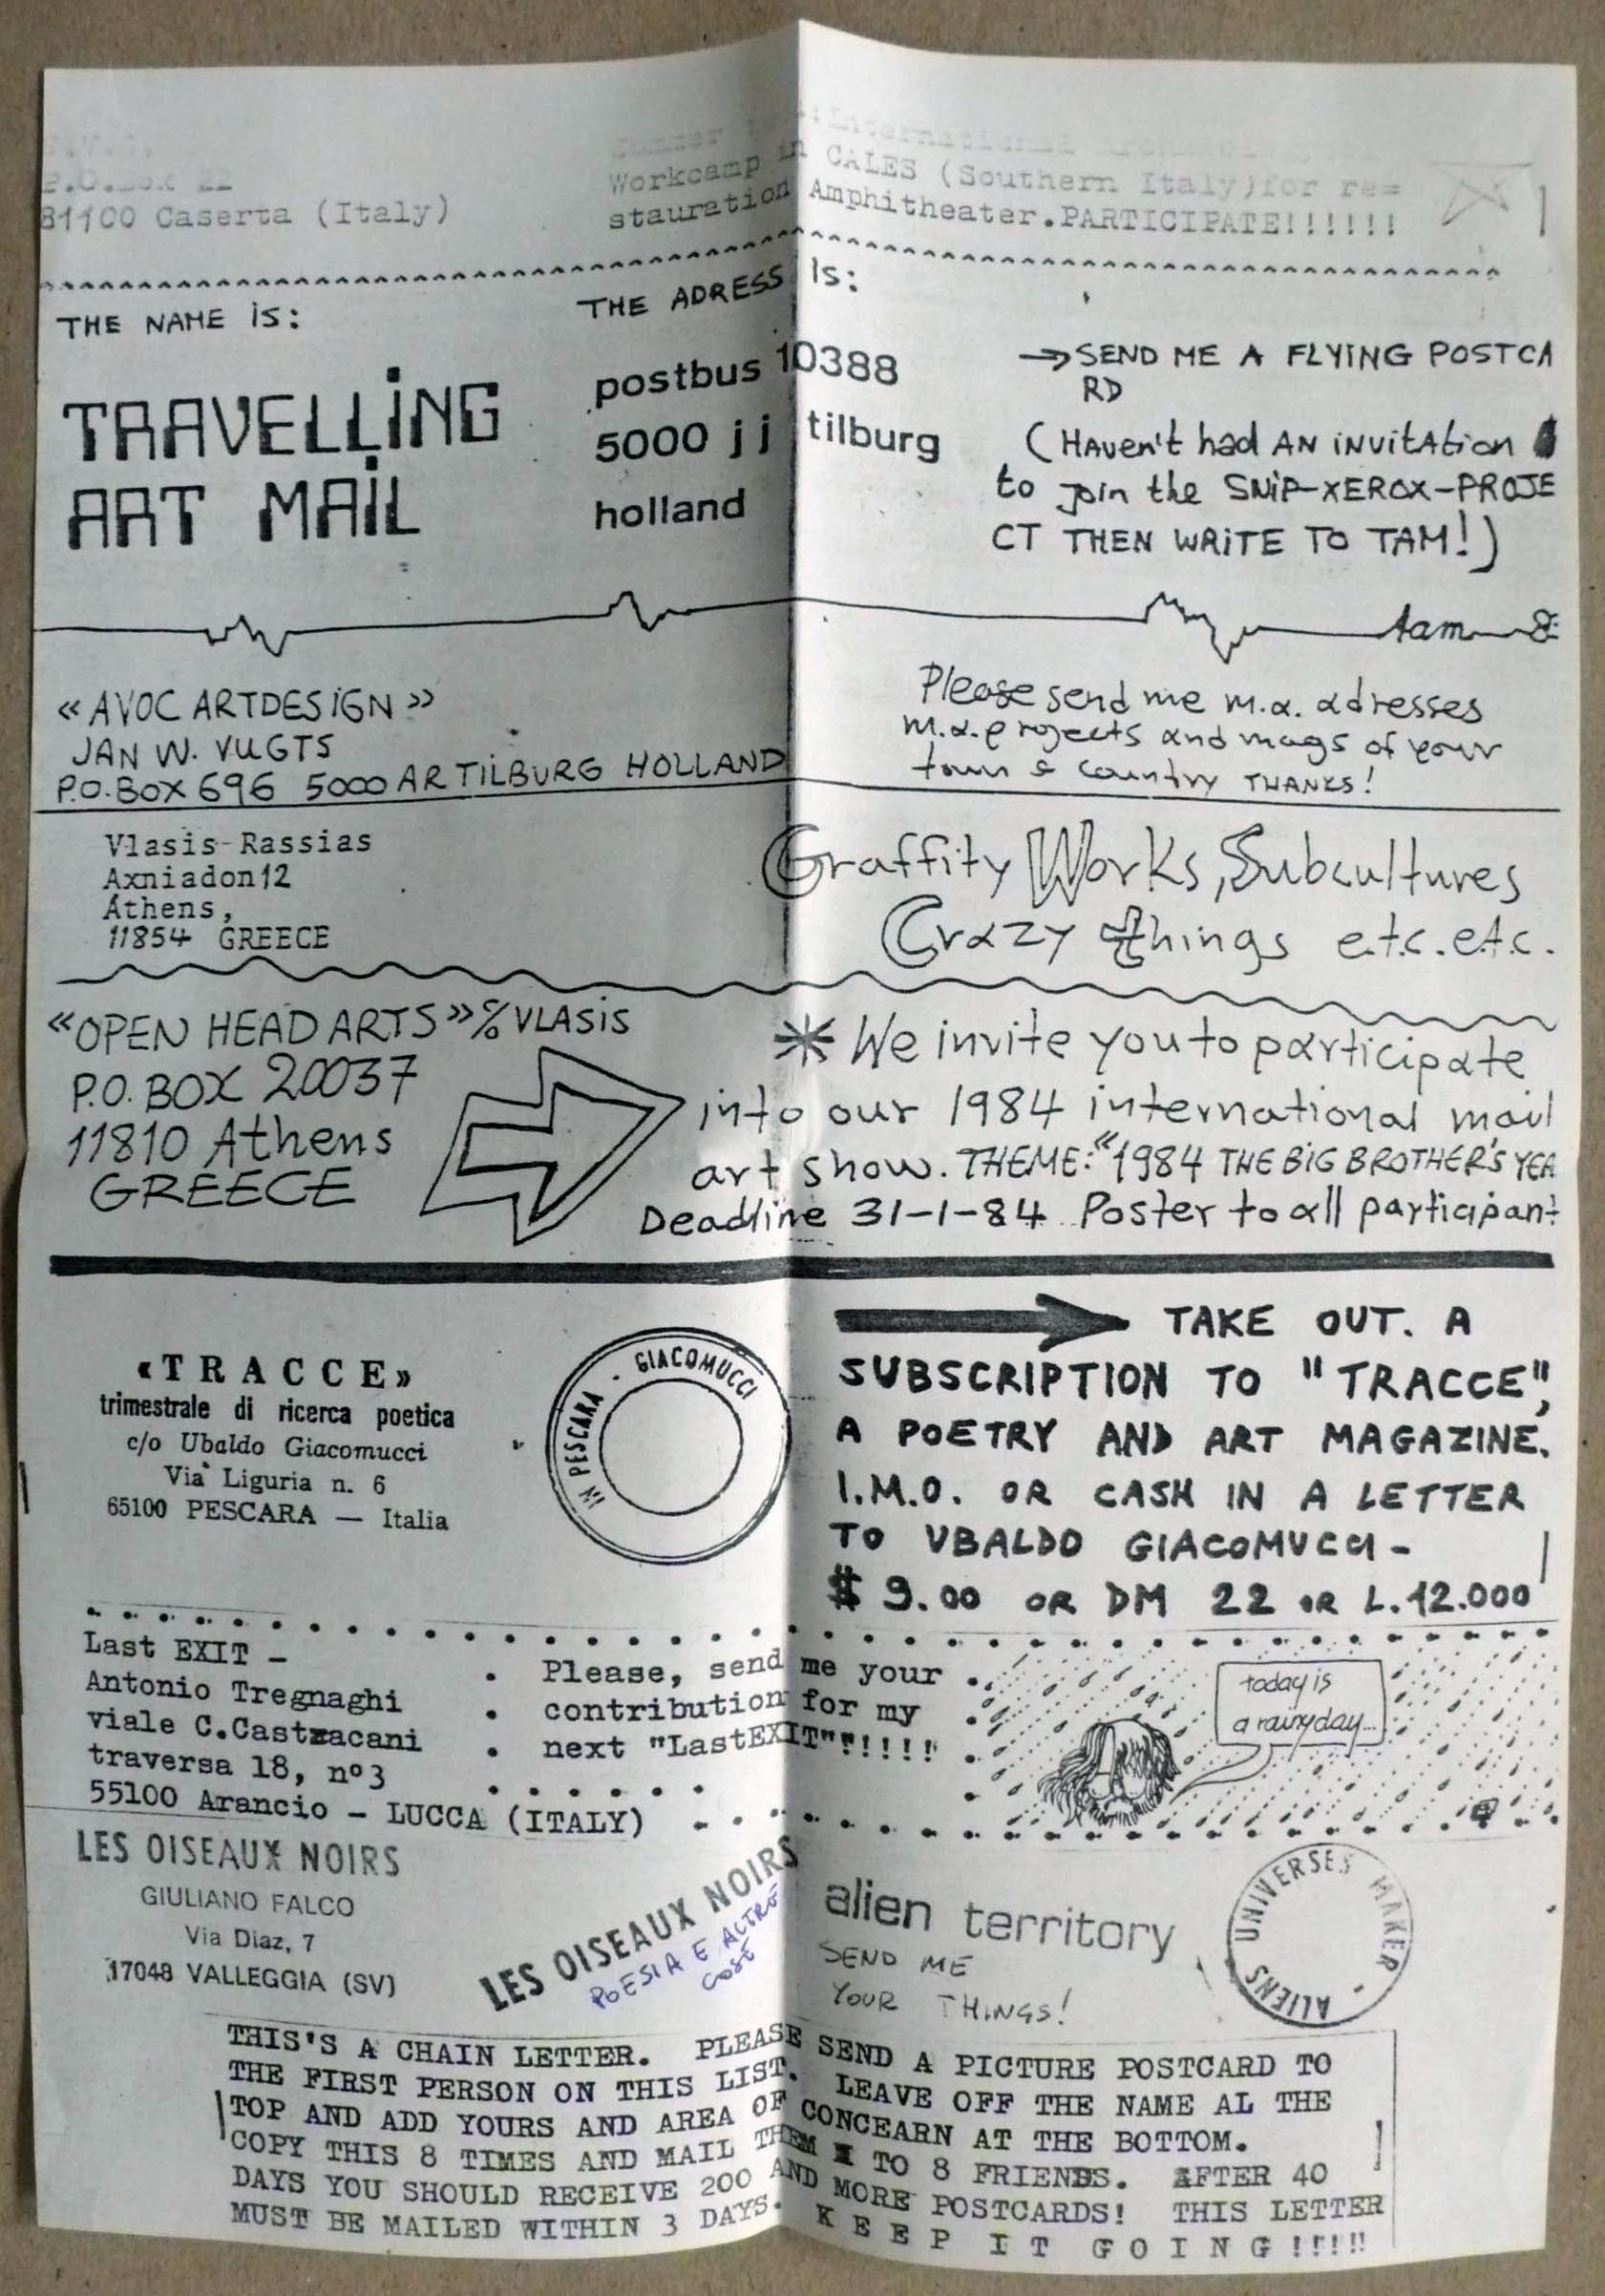 P.O.Box 22
81100 Caserta (Italy)
Workcamp in CALES (Southern Italy)for re=
stauration Amphitheater.PARTICIPATE!!!!!!
THE NAME iS:
TRAVELLiNG
ART MAiL
THE ADRESS iS:
postbus 10388
5000 jj tilburg
holland
SEND ME A FLYiNG POSTCA
RD
(HAven't had AN iNVitAtion
to join the SNiP-XEROX-PROJE
CT THEN WRiTE TO TAM!)
tam
«AVOC ARTDESiGN»
JAN W. VUGTS
P.O. BOX 696 5000 AR TiLBURG HOLLAND
Please send me m.a. adresses
m.a. projects and mags of your
town & country THANKS!
Vlasis-Rassias
Axniadon12
Athens,
11854 GREECE
Graffity Works, Subcultures
Crazy things e.t.c. e.t.c.
«OPEN HEAD ARTS» % VLASiS
P.O. BOX 20037
11810 Athens
GREECE
* We invite you to participate
into our 1984 international mail
art show. THEME: "1984 THE BiG BROTHER'S YEA
Deadline 31-1-84 Poster to all participant
«TRACCE»
trimestrale di ricerca poetica
c/o Ubaldo Giacomucci
Via Liguria n. 6
65100 PESCARA — Italia
IN PESCARA - GIACOMUCCI
TAKE OUT. A
SUBSCRIPTION TO "TRACCE",
A POETRY AND ART MAGAZINE.
I.M.O. OR CASH IN A LETTER
TO UBALDO GIACOMUCCI -
$ 9.00 OR DM 22 OR L.12.000
Last EXIT -
Antonio Tregnaghi
viale C.Castracani
traversa 18, nº3
55100 Arancio - LUCCA (ITALY)
Please, send me your
contribution for my
next "LastEXIT"!!!!!
today is
a rainy day...
LES OISEAUX NOIRS
GIULIANO FALCO
Via Diaz, 7
17048 VALLEGGIA (SV)
LES OISEAUX NOIRS
POESIA E ALTRE
COSE
alien territory
SEND ME
YOUR THINGS!
UNIVERSES MAKER - ALIENS
THIS'S A CHAIN LETTER. PLEASE SEND A PICTURE POSTCARD TO
THE FIRST PERSON ON THIS LIST. LEAVE OFF THE NAME AL THE
TOP AND ADD YOURS AND AREA OF CONCEARN AT THE BOTTOM.
COPY THIS 8 TIMES AND MAIL THEM TO 8 FRIENDS. AFTER 40
DAYS YOU SHOULD RECEIVE 200 AND MORE POSTCARDS! THIS LETTER
MUST BE MAILED WITHIN 3 DAYS. K E E P I T G O I N G !!!!!